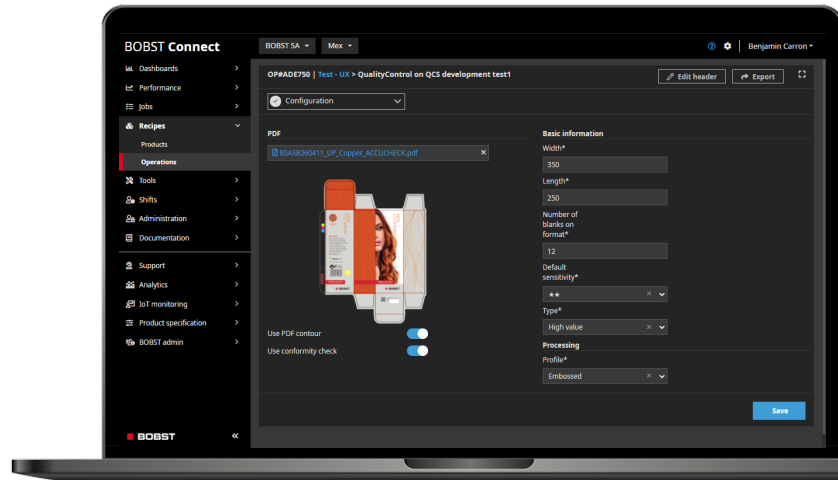 BOBST Connect
BOBST SA
Mex
Benjamin Carron
Dashboards
Performance
Jobs
Recipes
Products
Operations
Tools
Shifts
Administration
Documentation
Support
Analytics
IoT monitoring
Product specification
BOBST admin
BOBST
OP#ADE750 | Test - UX > QualityControl on QCS development test1
Edit header
Export
Configuration
PDF
BSASB260411_UP_Copper_ACCUCHECK.pdf
Use PDF contour
Use conformity check
Basic information
Width*
350
Length*
250
Number of
blanks on
format*
12
Default
sensitivity*
★★
Type*
High value
Processing
Profile*
Embossed
Save